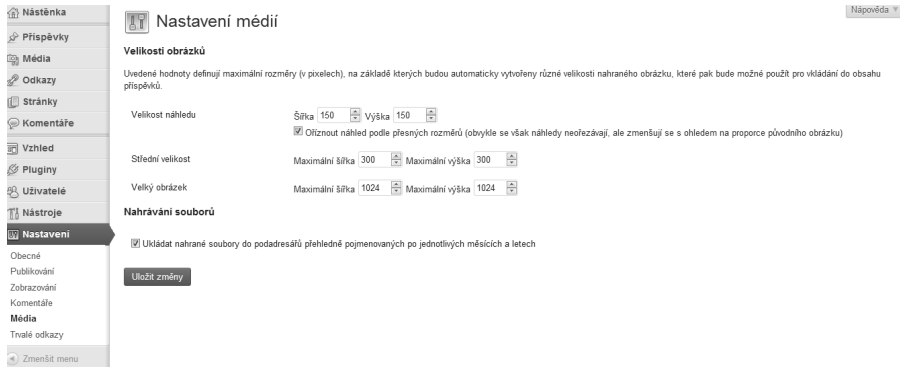 Nástěnka
Příspěvky
Média
Odkazy
Stránky
Komentáře
Vzhled
Pluginy
Uživatelé
Nástroje
Nastavení
Obecné
Publikování
Zobrazování
Komentáře
Média
Trvalé odkazy
Zmenšit menu
Nápověda
Nastavení médií
Velikosti obrázků
Uvedené hodnoty definují maximální rozměry (v pixelech), na základě kterých budou automaticky vytvořeny různé velikosti nahraného obrázku, které pak bude možné použít pro vkládání do obsahu
příspěvků.
Velikost náhledu Šířka 150 Výška 150
Oříznout náhled podle přesných rozměrů (obvykle se však náhledy neořezávají, ale zmenšují se s ohledem na proporce původního obrázku)
Střední velikost Maximální šířka 300 Maximální výška 300
Velký obrázek Maximální šířka 1024 Maximální výška 1024
Nahrávání souborů
Ukládat nahrané soubory do podadresářů přehledně pojmenovaných po jednotlivých měsících a letech
Uložit změny